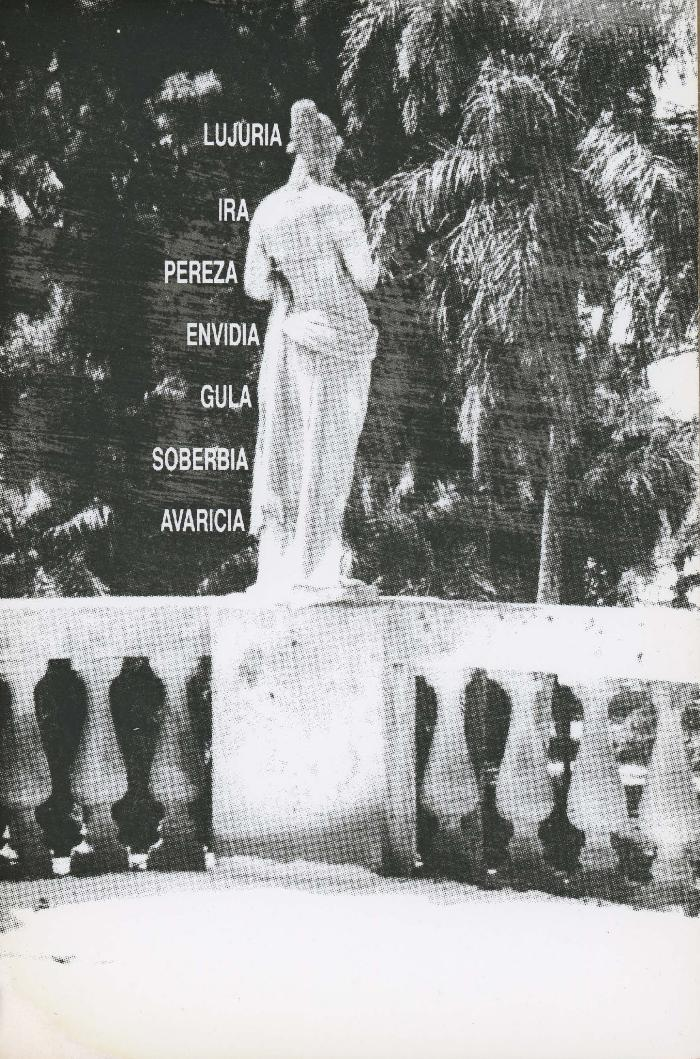 LUJURIA
IRA
PEREZA
ENVIDIA
GULA
SOBERBIA
AVARICIA